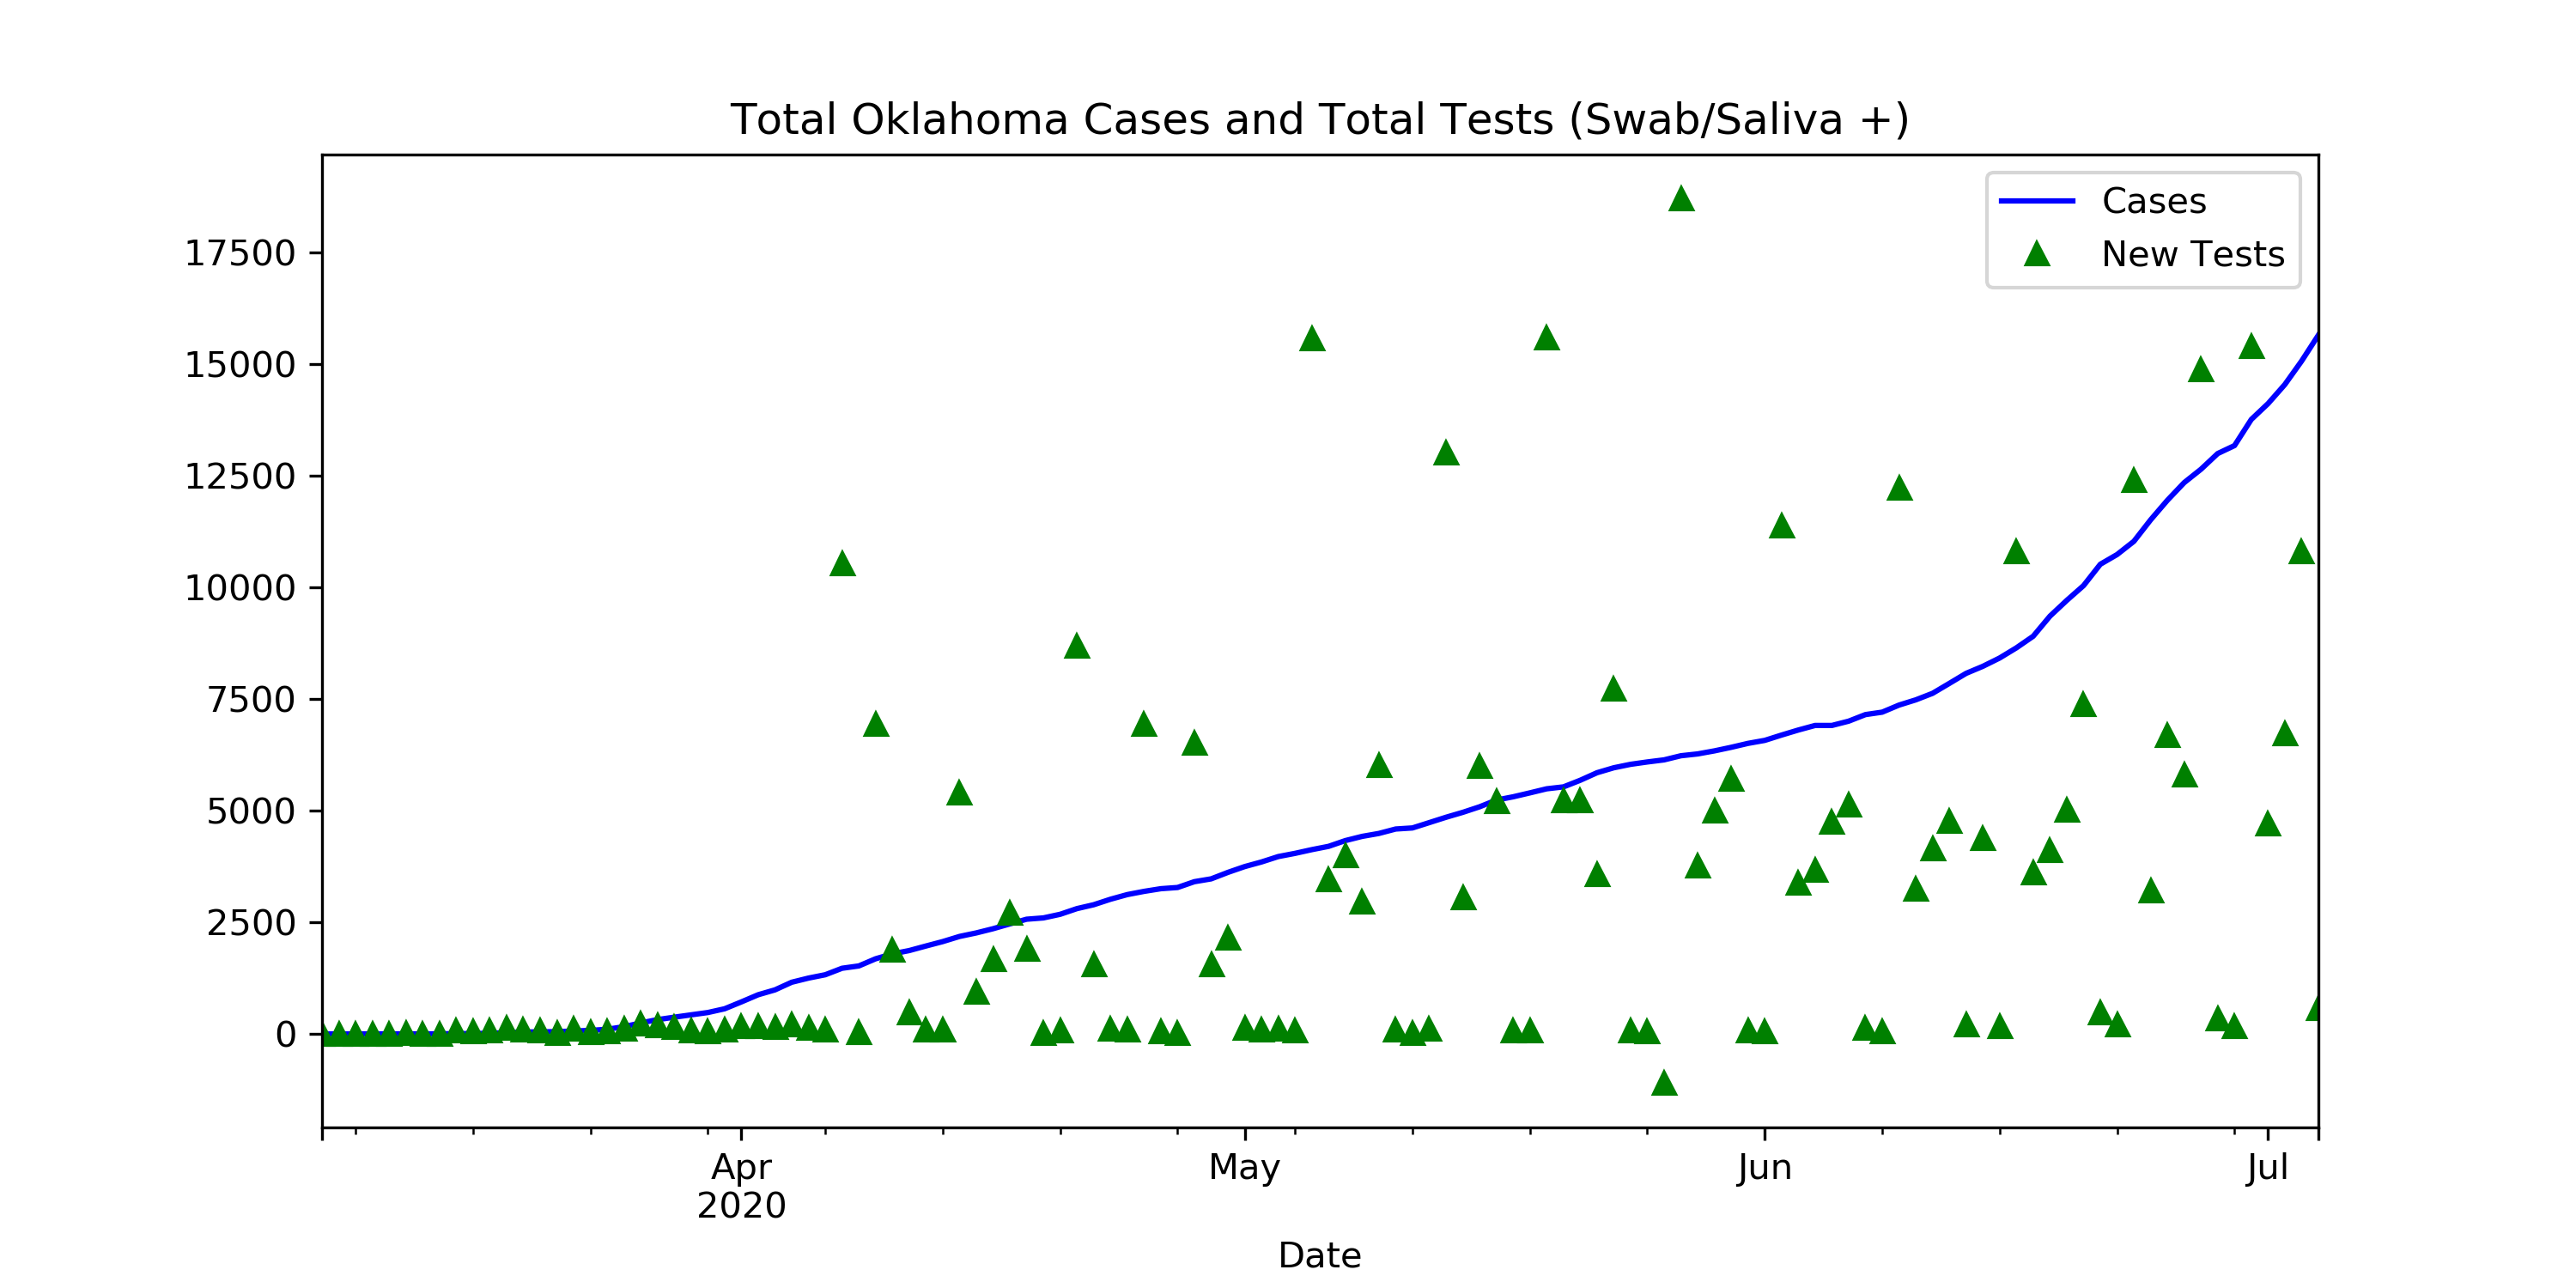 Total Oklahoma Cases and Total Tests (Swab/Saliva +)
Cases
New Tests
17500
15000
12500
10000
7500
5000
2500
0
Apr
2020
May
Jun
Jul
Date